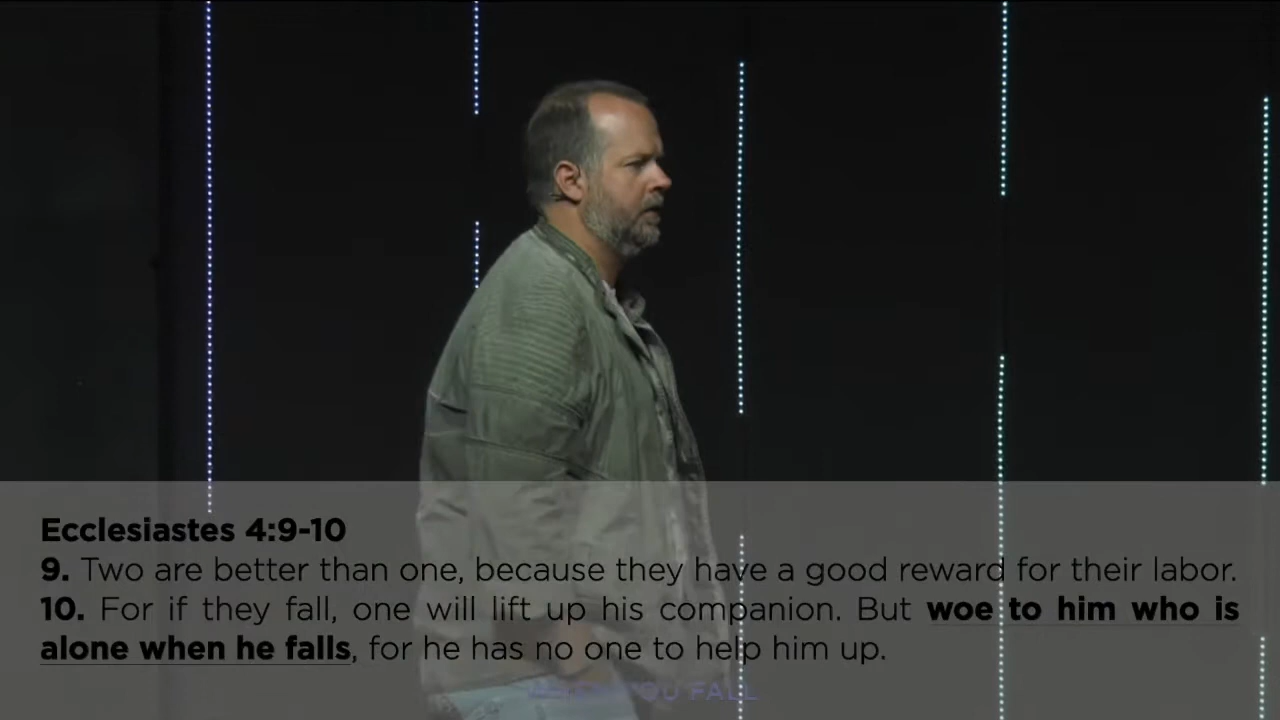 Ecclesiastes 4:9-10
9. Two are better than one, because they have a good reward for their labor.
10. For if they fall, one will lift up his companion. But woe to him who is
alone when he falls, for he has no one to help him up.
YOU FALL